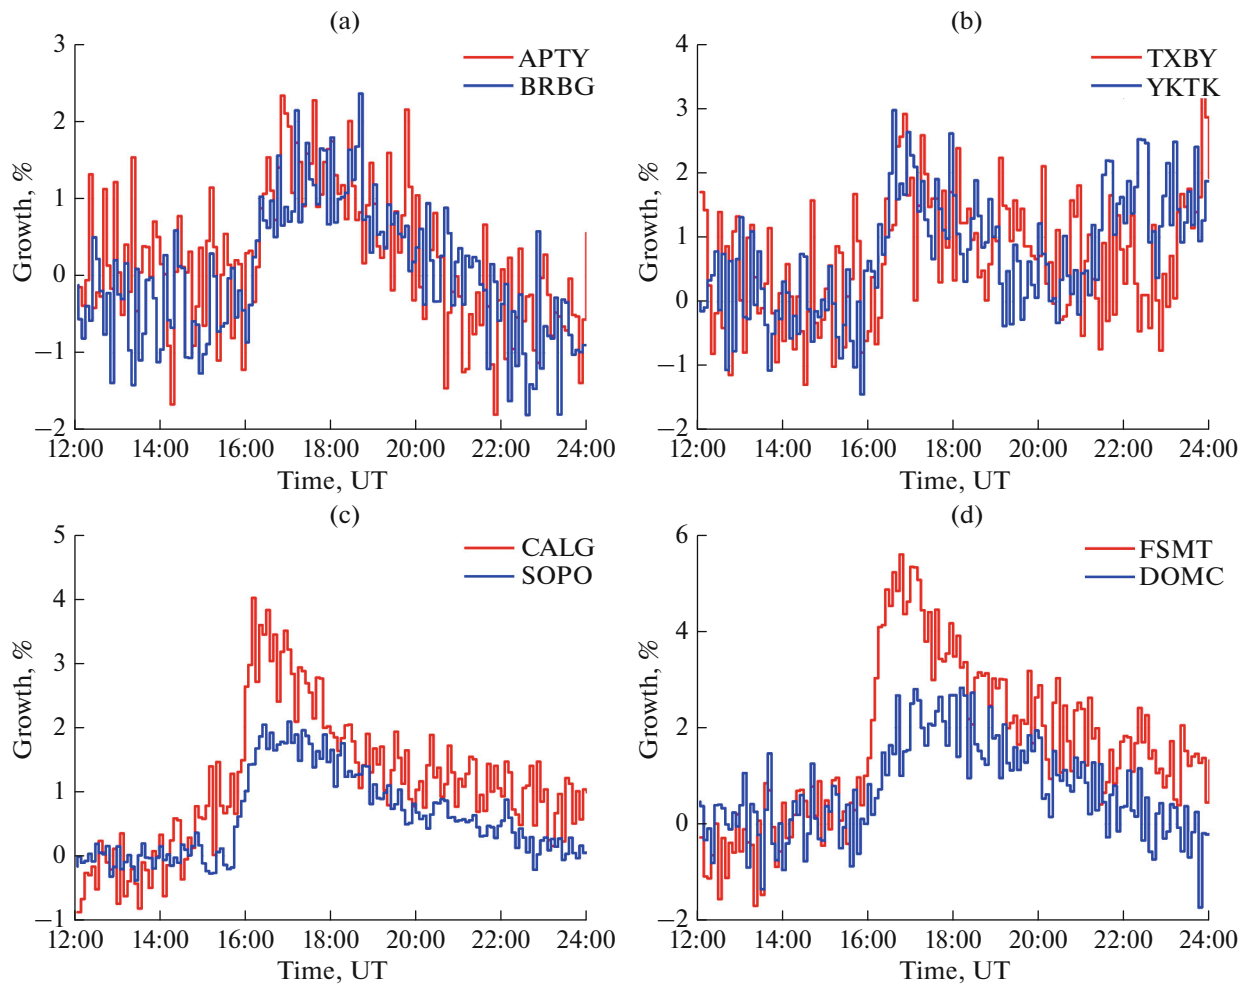 (a)
3
2
1
0
−1
−2
Growth, %
APTY
BRBG
12:00 14:00 16:00 18:00 20:00 22:00 24:00
Time, UT
(b)
4
3
2
1
0
−1
−2
Growth, %
TXBY
YKTK
12:00 14:00 16:00 18:00 20:00 22:00 24:00
Time, UT
(c)
5
4
3
2
1
0
−1
Growth, %
CALG
SOPO
12:00 14:00 16:00 18:00 20:00 22:00 24:00
Time, UT
(d)
6
4
2
0
−2
Growth, %
FSMT
DOMC
12:00 14:00 16:00 18:00 20:00 22:00 24:00
Time, UT